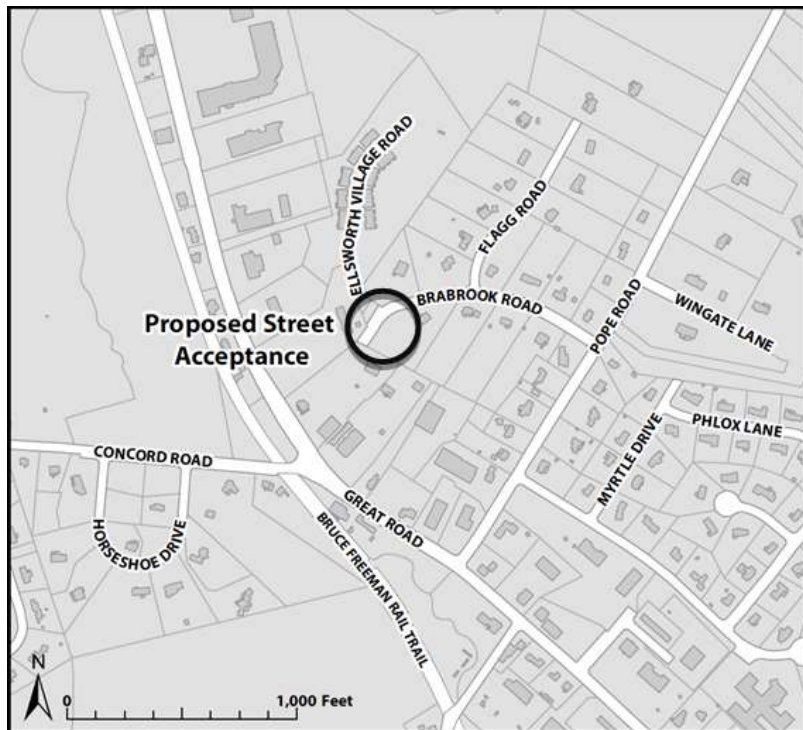 ELLSWORTH VILLAGE ROAD
FLAGG ROAD
BRABROOK ROAD
Proposed Street
Acceptance
POPE ROAD
WINGATE LANE
PHLOX LANE
MYRTLE DRIVE
CONCORD ROAD
HORSESHOE DRIVE
GREAT ROAD
BRUCE FREEMAN RAIL TRAIL
N
0 1,000 Feet